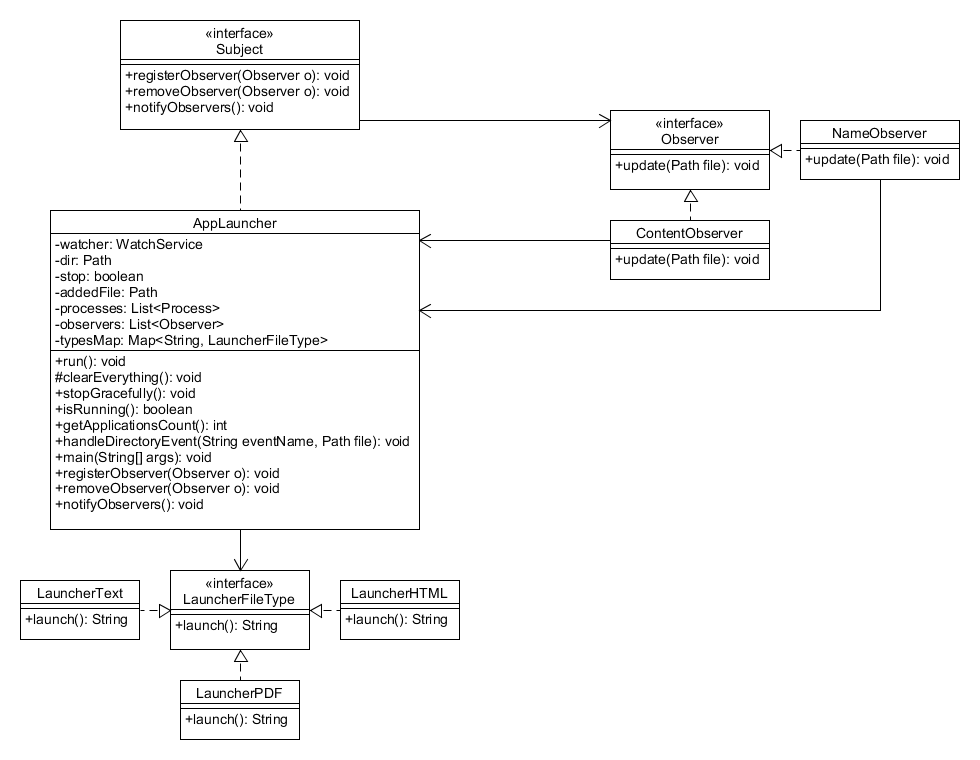 «interface»
Subject
+registerObserver(Observer o): void
+removeObserver(Observer o): void
+notifyObservers(): void
«interface»
Observer
+update(Path file): void
NameObserver
+update(Path file): void
ContentObserver
+update(Path file): void
AppLauncher
-watcher: WatchService
-dir: Path
-stop: boolean
-addedFile: Path
-processes: List<Process>
-observers: List<Observer>
-typesMap: Map<String, LauncherFileType>
+run(): void
#clearEverything(): void
+stopGracefully(): void
+isRunning(): boolean
+getApplicationsCount(): int
+handleDirectoryEvent(String eventName, Path file): void
+main(String[] args): void
+registerObserver(Observer o): void
+removeObserver(Observer o): void
+notifyObservers(): void
LauncherText
+launch(): String
«interface»
LauncherFileType
+launch(): String
LauncherHTML
+launch(): String
LauncherPDF
+launch(): String